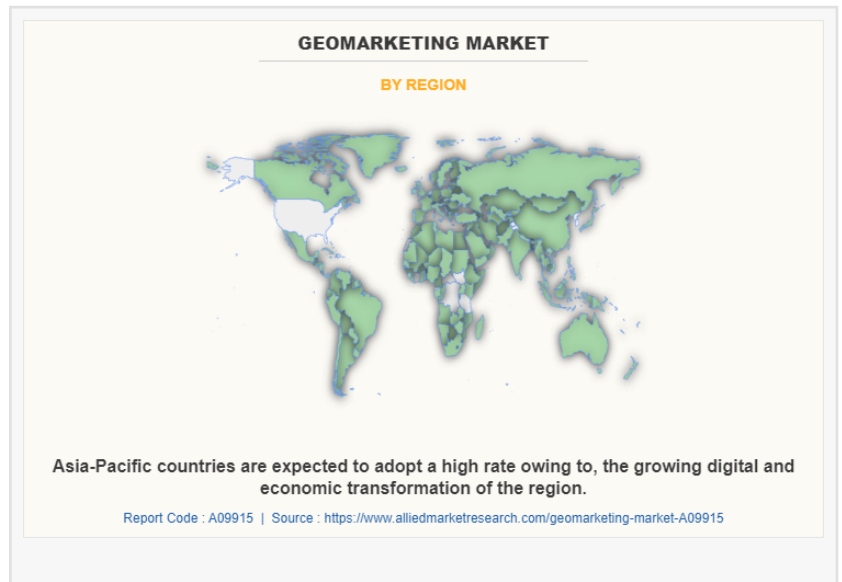 GEOMARKETING MARKET
BY REGION
Asia-Pacific countries are expected to adopt a high rate owing to, the growing digital and
economic transformation of the region.
Report Code : A09915 | Source : https://www.alliedmarketresearch.com/geomarketing-market-A09915